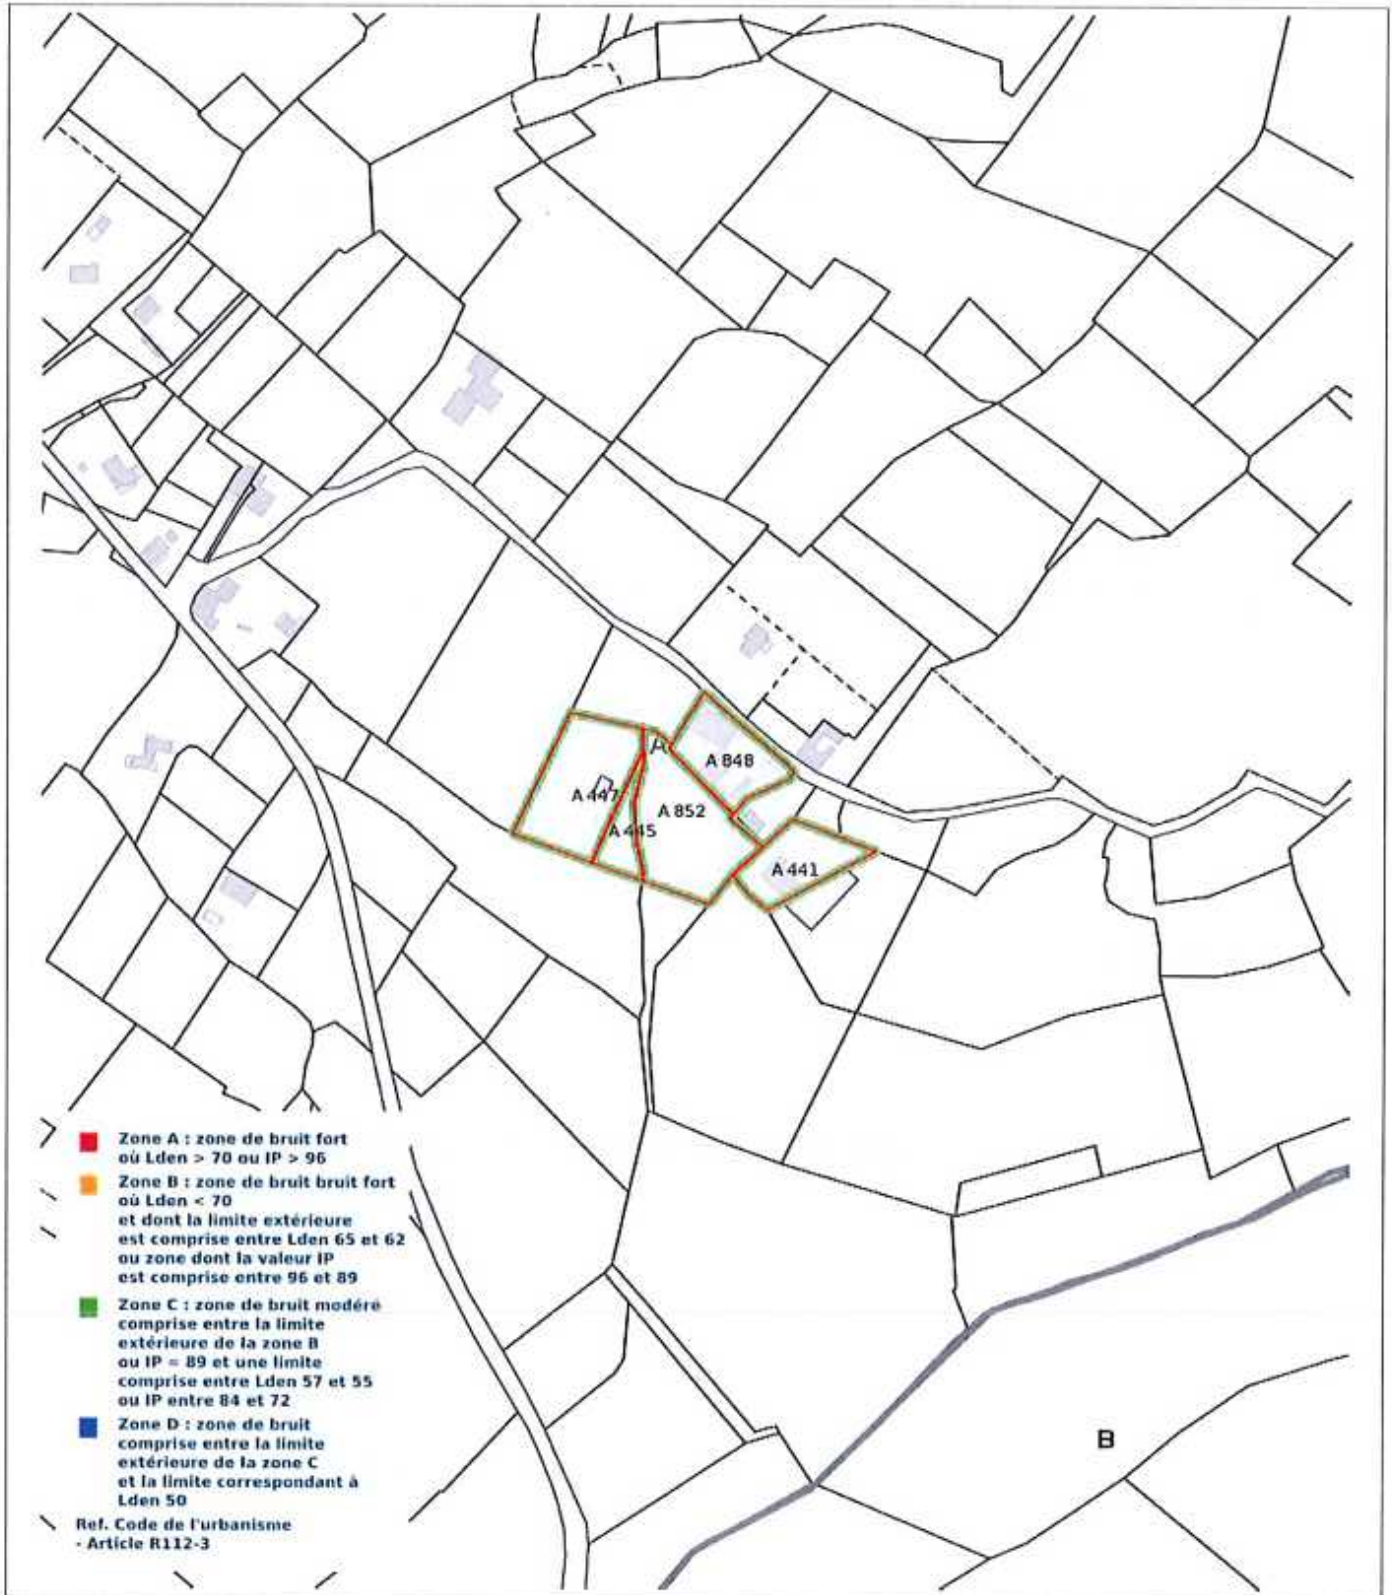 A
A 848
A 447
A 852
A 445
A 441
Zone A : zone de bruit fort
où Lden > 70 ou IP > 96
Zone B : zone de bruit bruit fort
où Lden < 70
et dont la limite extérieure
est comprise entre Lden 65 et 62
ou zone dont la valeur IP
est comprise entre 96 et 89
Zone C : zone de bruit modéré
comprise entre la limite
extérieure de la zone B
ou IP = 89 et une limite
comprise entre Lden 57 et 55
ou IP entre 84 et 72
Zone D : zone de bruit
comprise entre la limite
extérieure de la zone C
et la limite correspondant à
Lden 50
B
Ref. Code de l'urbanisme
- Article R112-3